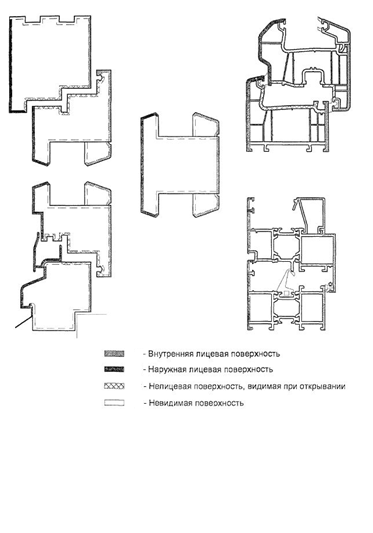 - Внутренняя лицевая поверхность
- Наружная лицевая поверхность
- Нелицевая поверхность, видимая при открывании
- Невидимая поверхность